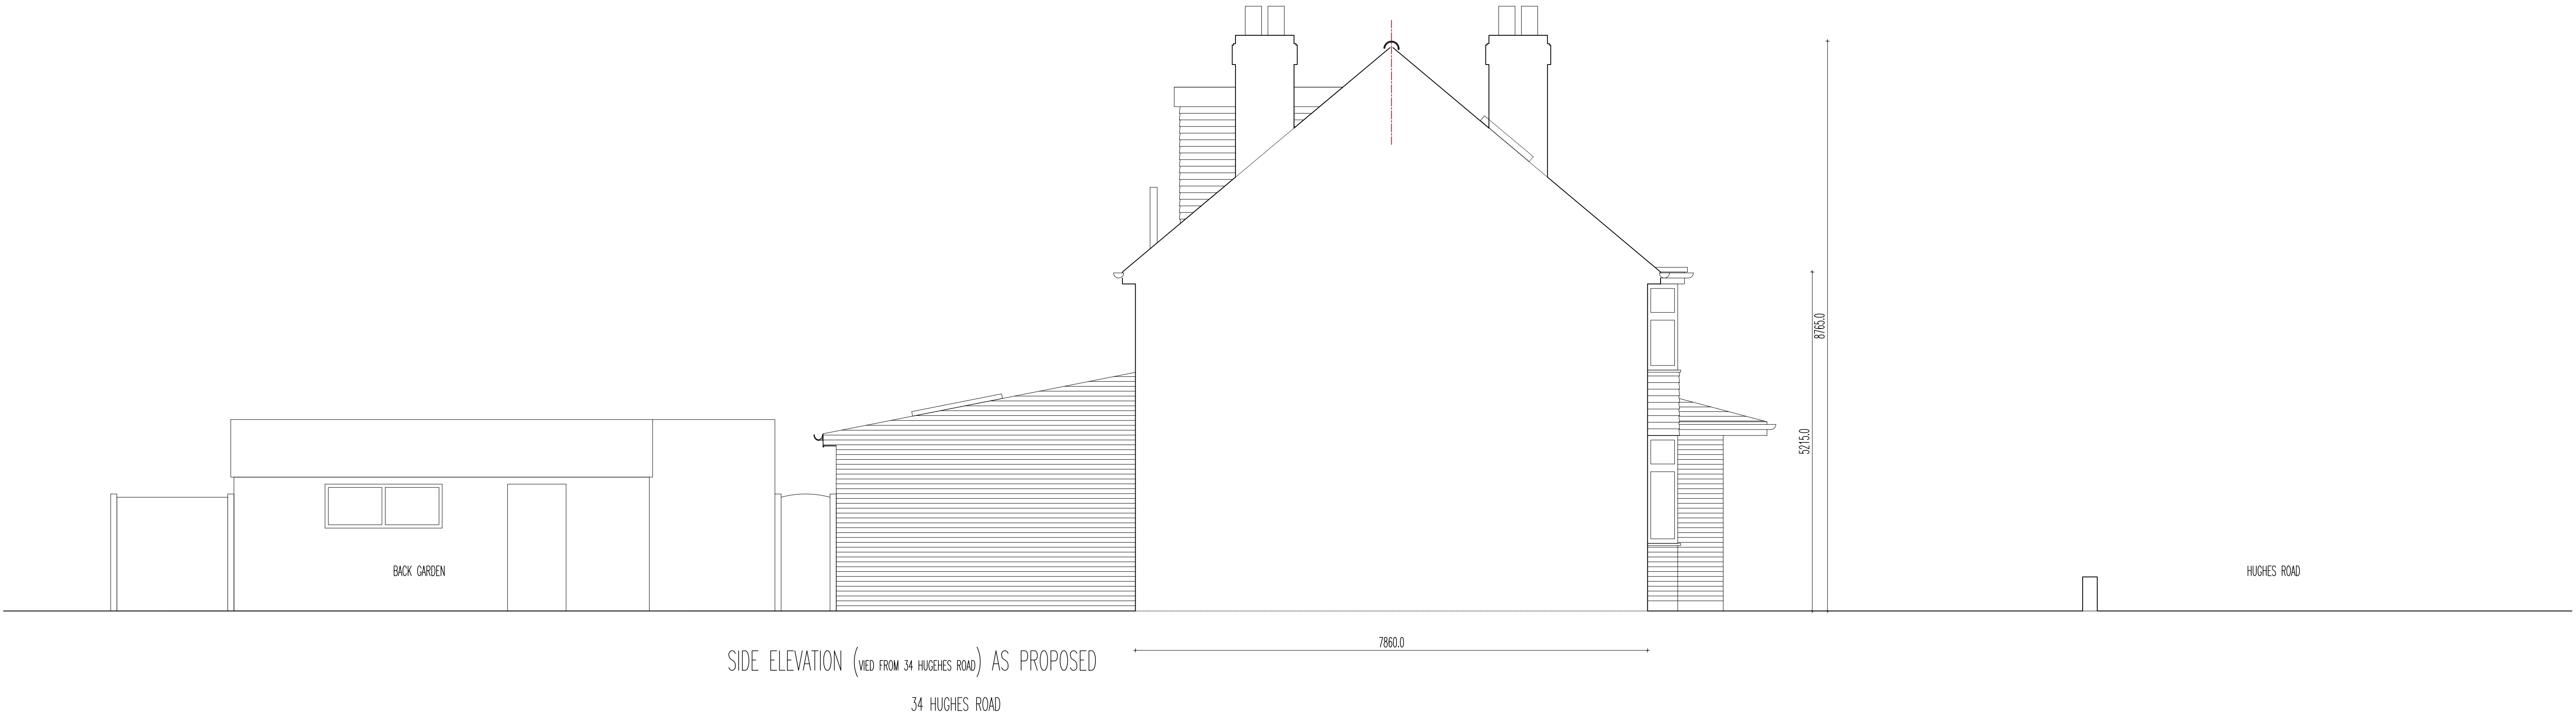 8765.0
5215.0
BACK GARDEN
HUGHES ROAD
7860.0
SIDE ELEVATION (VIED FROM 34 HUGEHES ROAD) AS PROPOSED
34 HUGHES ROAD